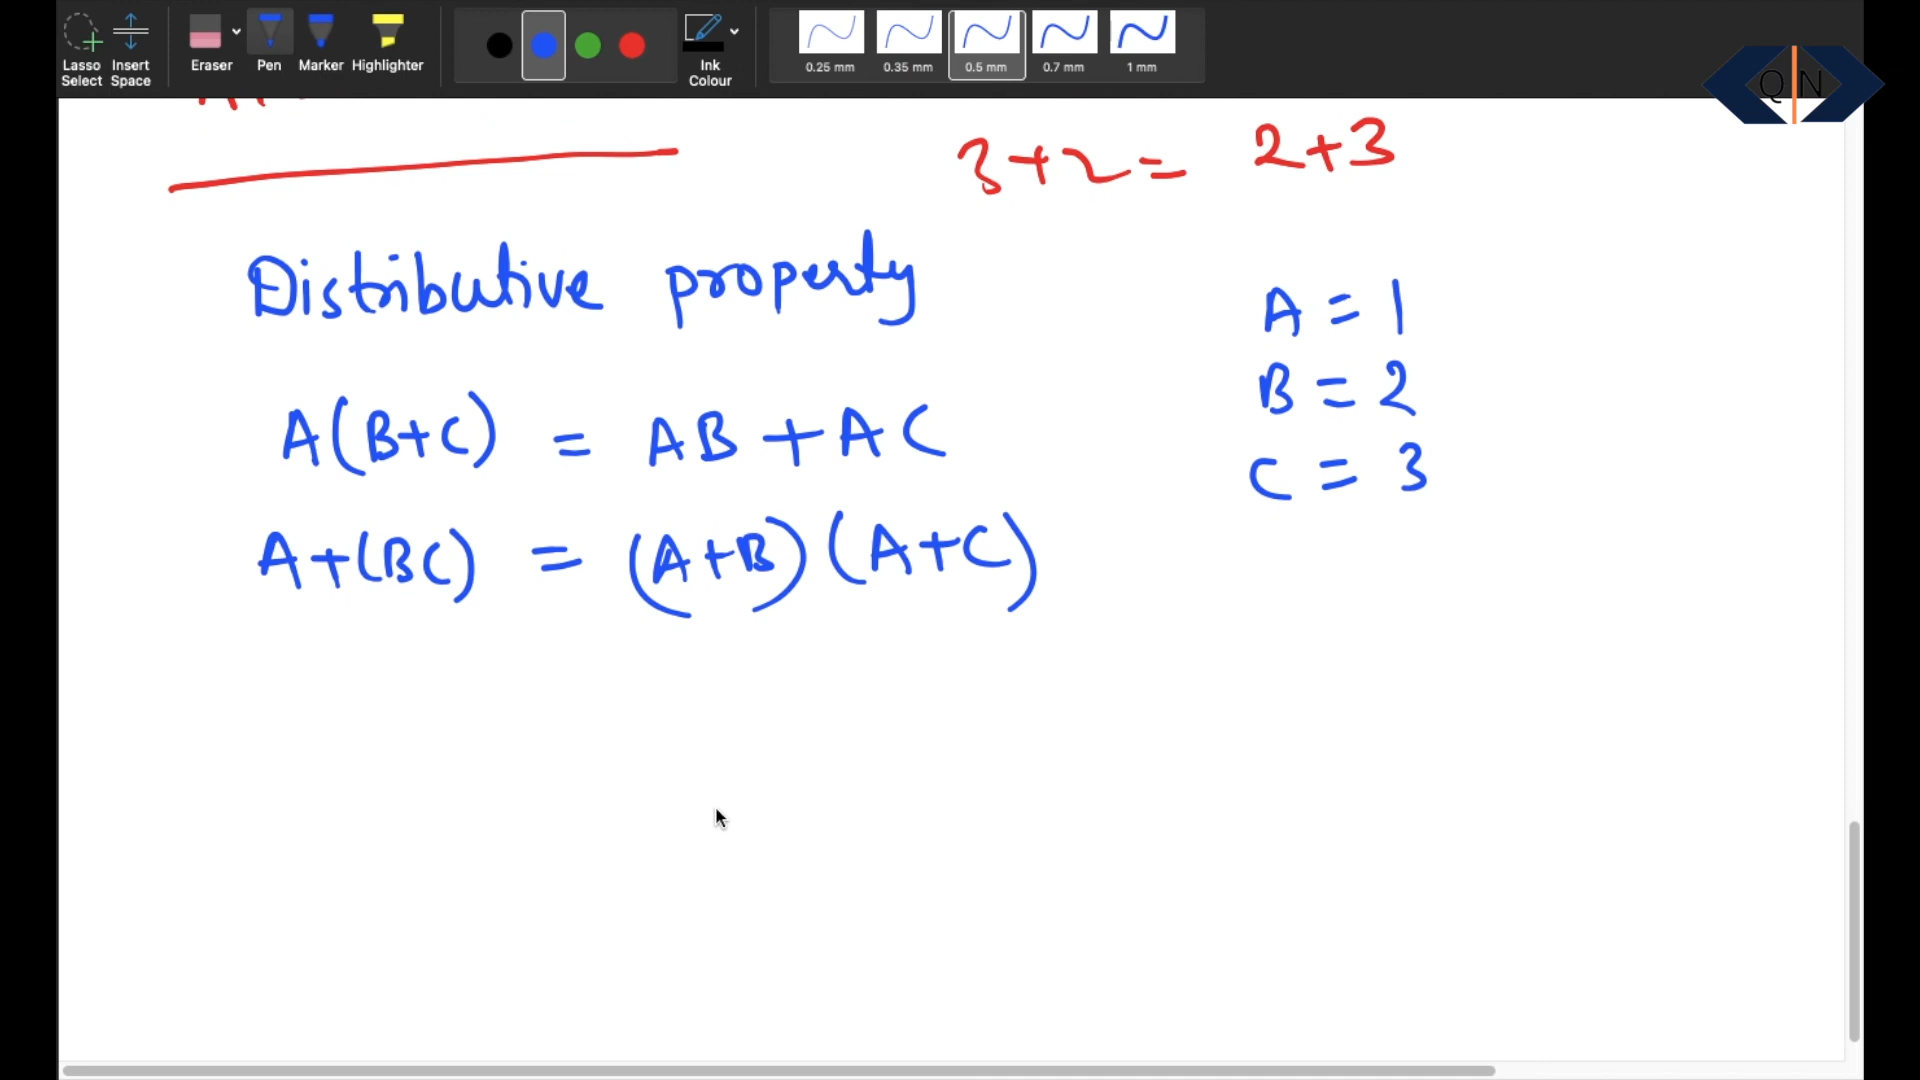 Lasso Select
Insert Space
Eraser
Pen
Marker
Highlighter
Ink Colour
0.25 mm
0.35 mm
0.5 mm
0.7 mm
1 mm
Q N
3+2= 2+3
Distributive property
A = 1
B = 2
C = 3
A(B+C) = AB + AC
A+(BC) = (A+B)(A+C)